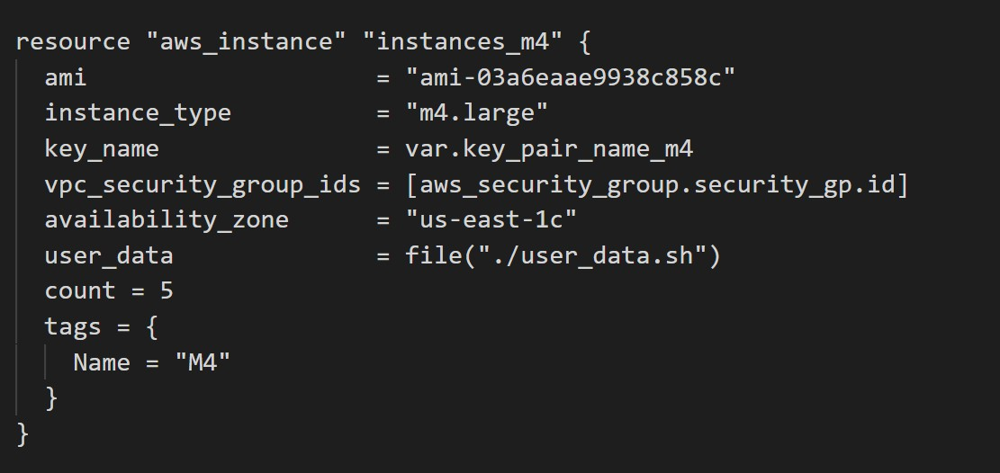 resource "aws_instance" "instances_m4" {
  ami                    = "ami-03a6eaae9938c858c"
  instance_type          = "m4.large"
  key_name               = var.key_pair_name_m4
  vpc_security_group_ids = [aws_security_group.security_gp.id]
  availability_zone      = "us-east-1c"
  user_data              = file("./user_data.sh")
  count = 5
  tags = {
    Name = "M4"
  }
}